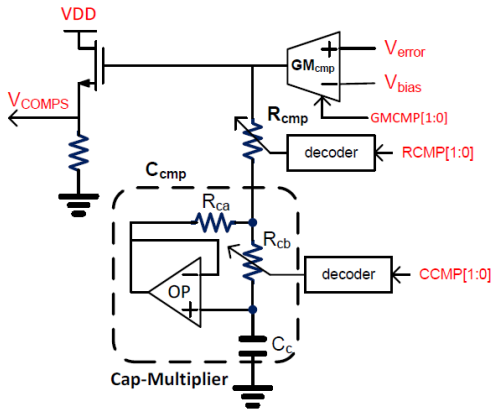 VDD
V_COMPS
GM_cmp
+
−
V_error
V_bias
GMCMP[1:0]
R_cmp
decoder
RCMP[1:0]
C_cmp
R_ca
R_cb
−
OP
+
decoder
CCMP[1:0]
C_c
Cap-Multiplier